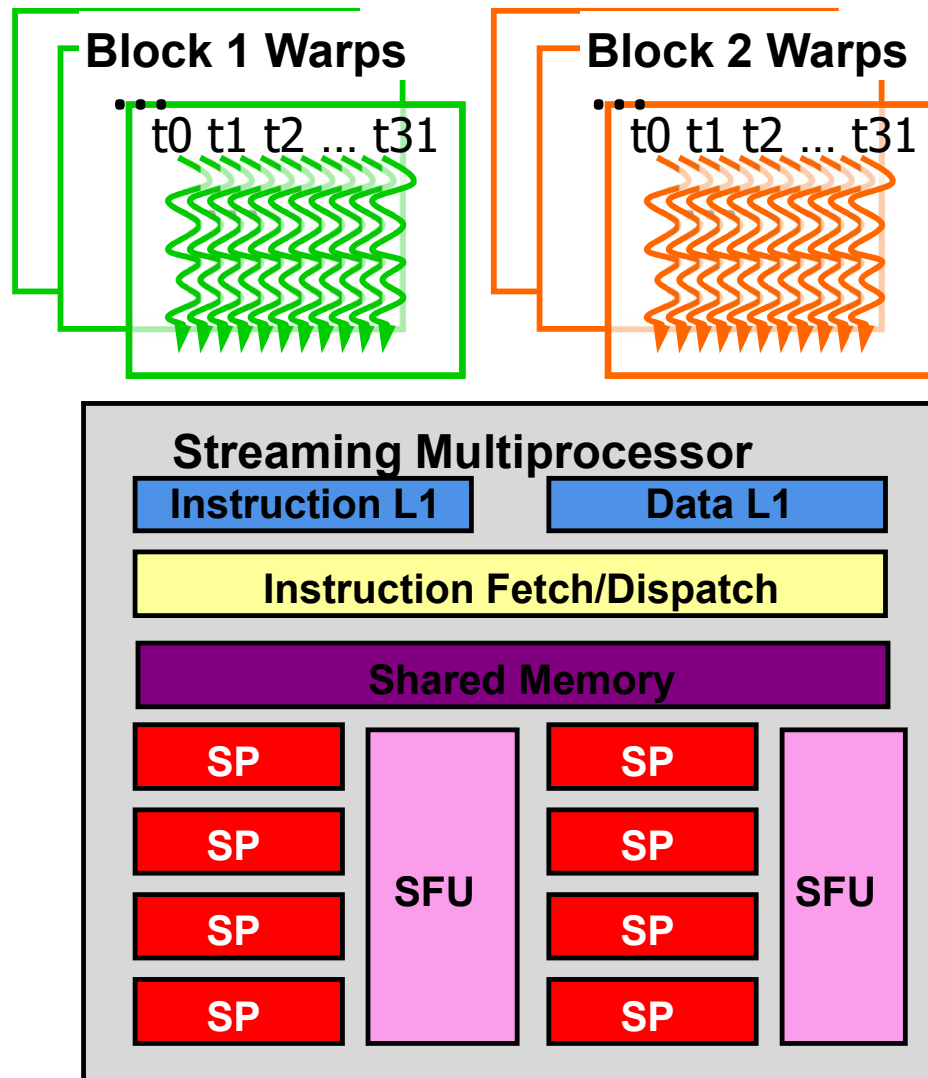 Block 1 Warps Block 2 Warps
... ...
t0 t1 t2 ... t31 t0 t1 t2 ... t31
Streaming Multiprocessor
Instruction L1 Data L1
Instruction Fetch/Dispatch
Shared Memory
SP SP
SP SP
SFU SFU
SP SP
SP SP